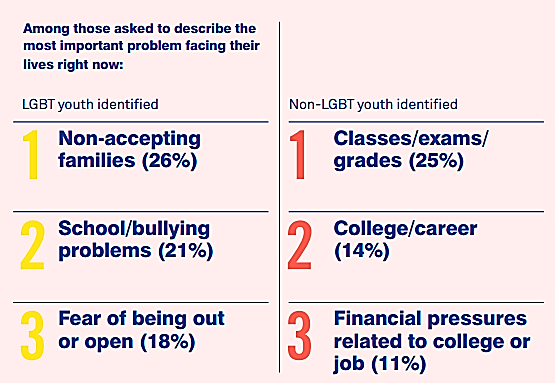 Among those asked to describe the
most important problem facing their
lives right now:
LGBT youth identified
1 Non-accepting
families (26%)
2 School/bullying
problems (21%)
3 Fear of being out
or open (18%)
Non-LGBT youth identified
1 Classes/exams/
grades (25%)
2 College/career
(14%)
3 Financial pressures
related to college or
job (11%)